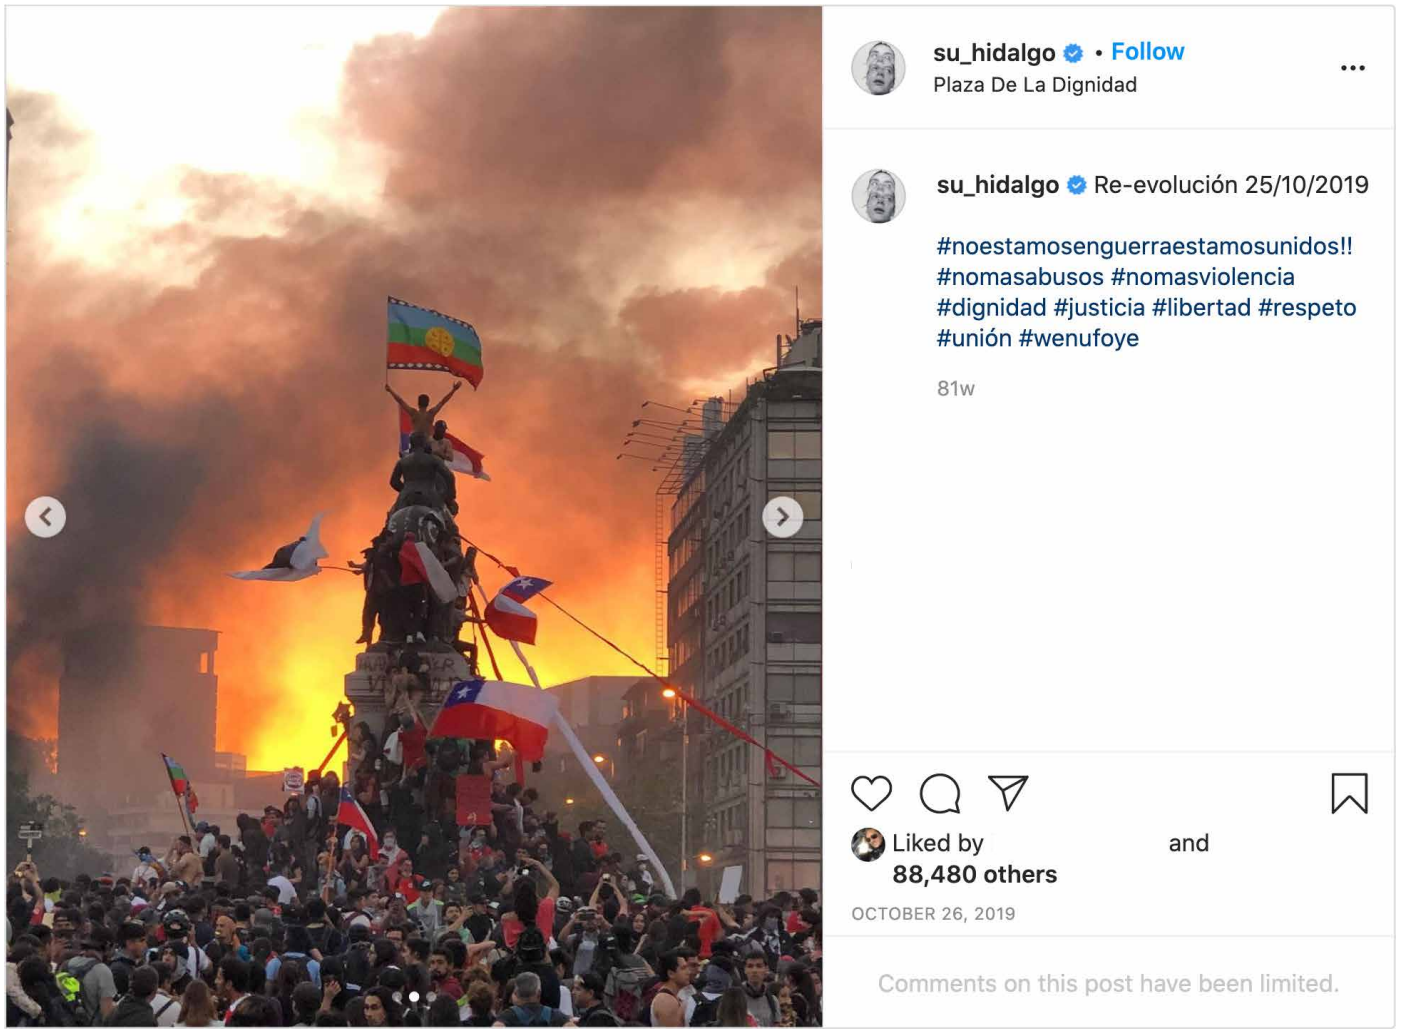 su_hidalgo • Follow
Plaza De La Dignidad
su_hidalgo Re-evolución 25/10/2019
#noestamosenguerraestamosunidos!!
#nomasabusos #nomasviolencia
#dignidad #justicia #libertad #respeto
#unión #wenufoye
81w
Liked by and
88,480 others
OCTOBER 26, 2019
Comments on this post have been limited.